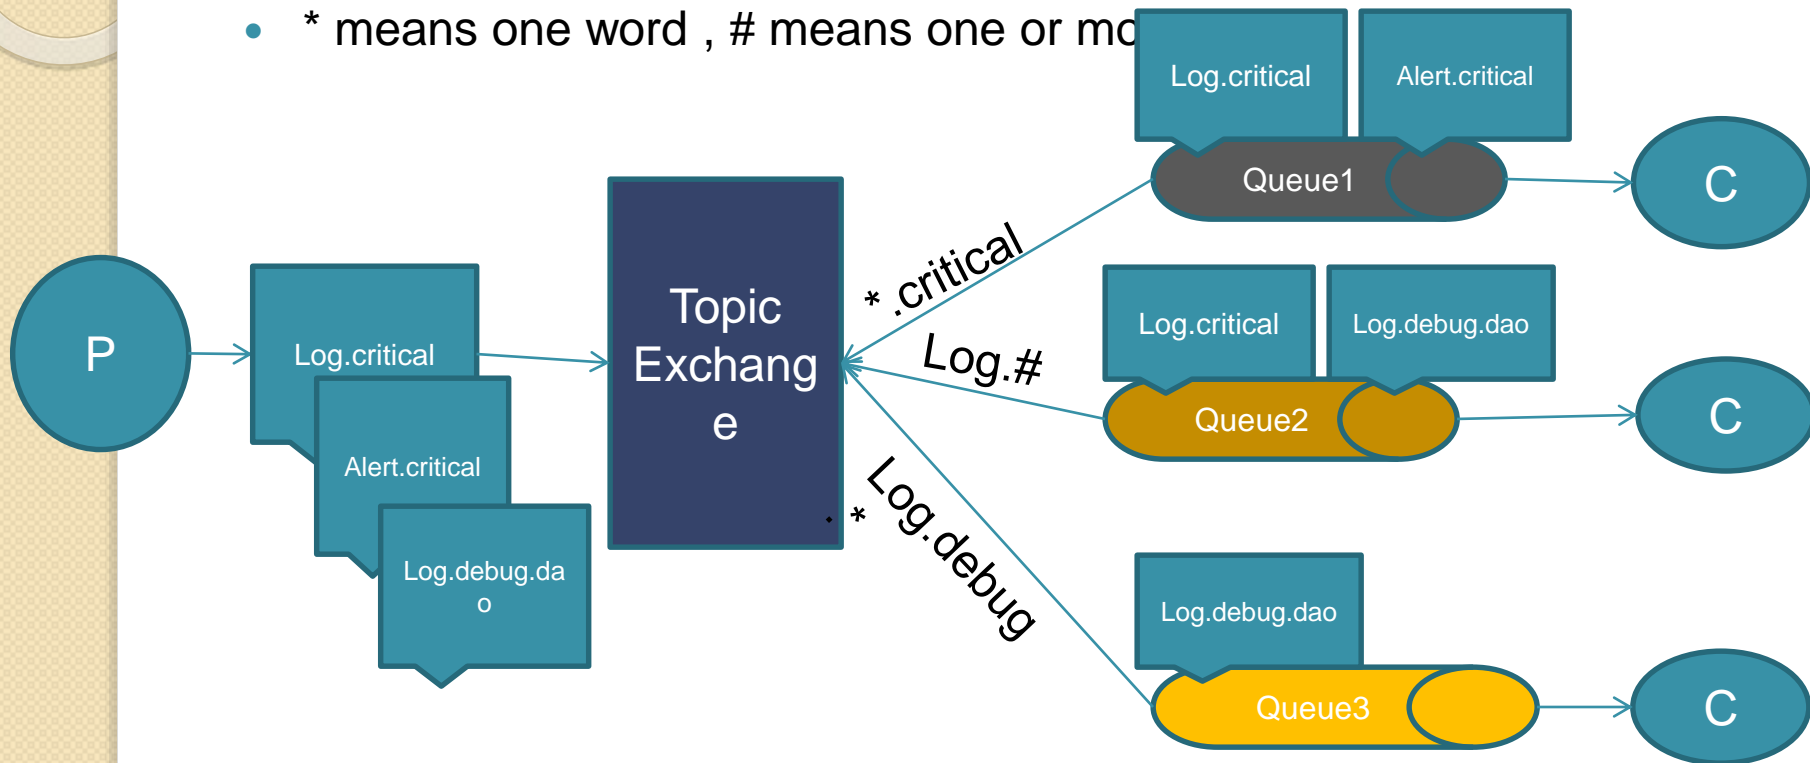 * means one word , # means one or mo
Log.critical
Alert.critical
Queue1
C
* .critical
P
Log.critical
Alert.critical
Log.debug.da
o
Topic
Exchang
e
Log.#
Log.critical
Log.debug.dao
Queue2
C
Log.debug
. *
Log.debug.dao
Queue3
C